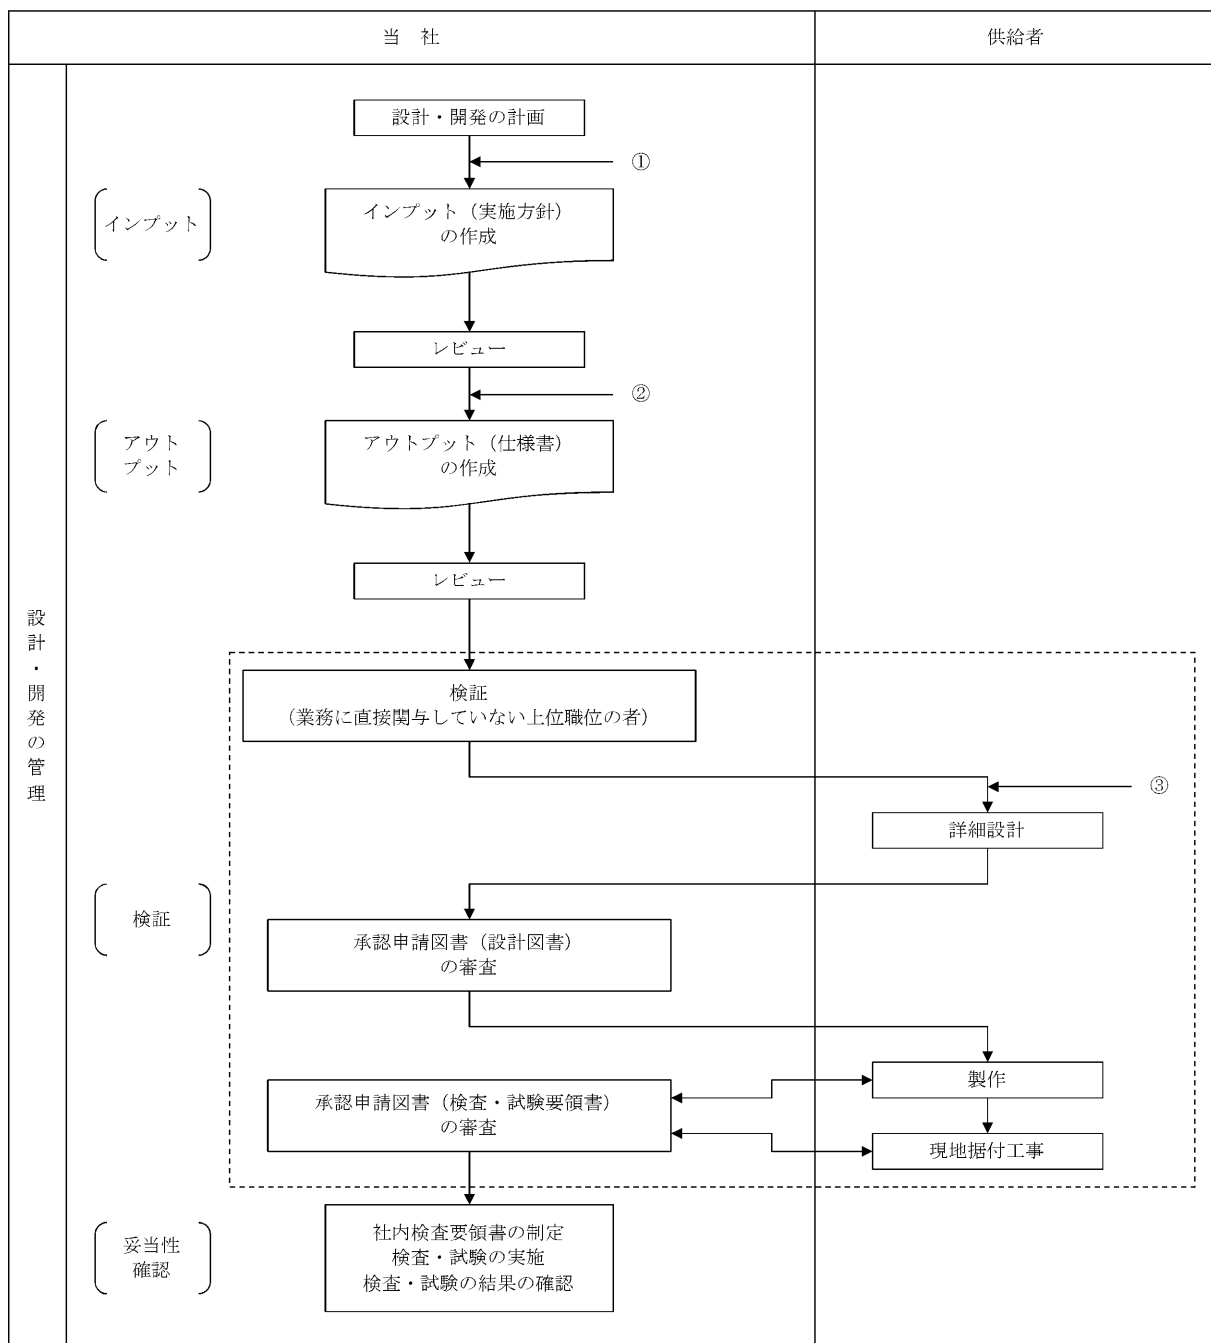 当　社
供給者
設計・開発の計画
①
インプット
インプット（実施方針）
の作成
レビュー
②
アウト
プット
アウトプット（仕様書）
の作成
レビュー
設計・開発の管理
検証
（業務に直接関与していない上位職位の者）
③
詳細設計
検証
承認申請図書（設計図書）
の審査
製作
承認申請図書（検査・試験要領書）
の審査
現地据付工事
妥当性
確認
社内検査要領書の制定
検査・試験の実施
検査・試験の結果の確認